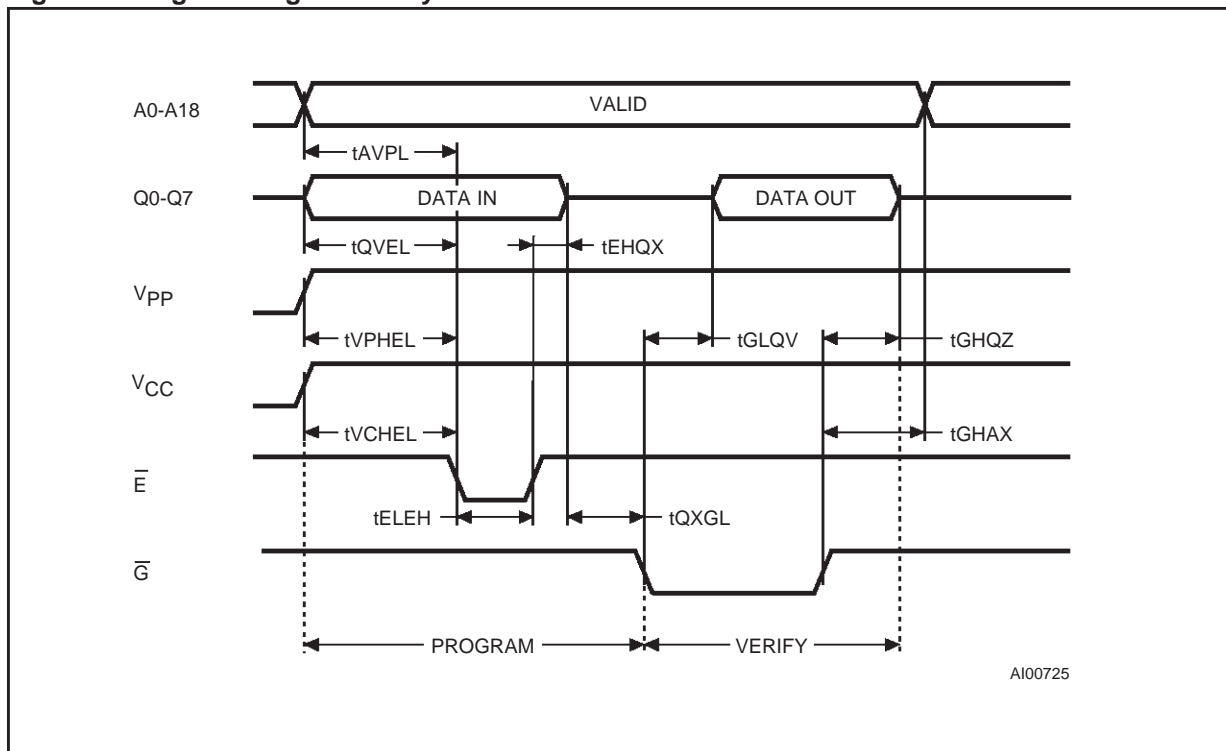 A0-A18
VALID
tAVPL
Q0-Q7
DATA IN
DATA OUT
tQVEL
tEHQX
VPP
tVPHEL
tGLQV
tGHQZ
VCC
tVCHEL
tGHAX
E
tELEH
tQXGL
G
PROGRAM
VERIFY
AI00725